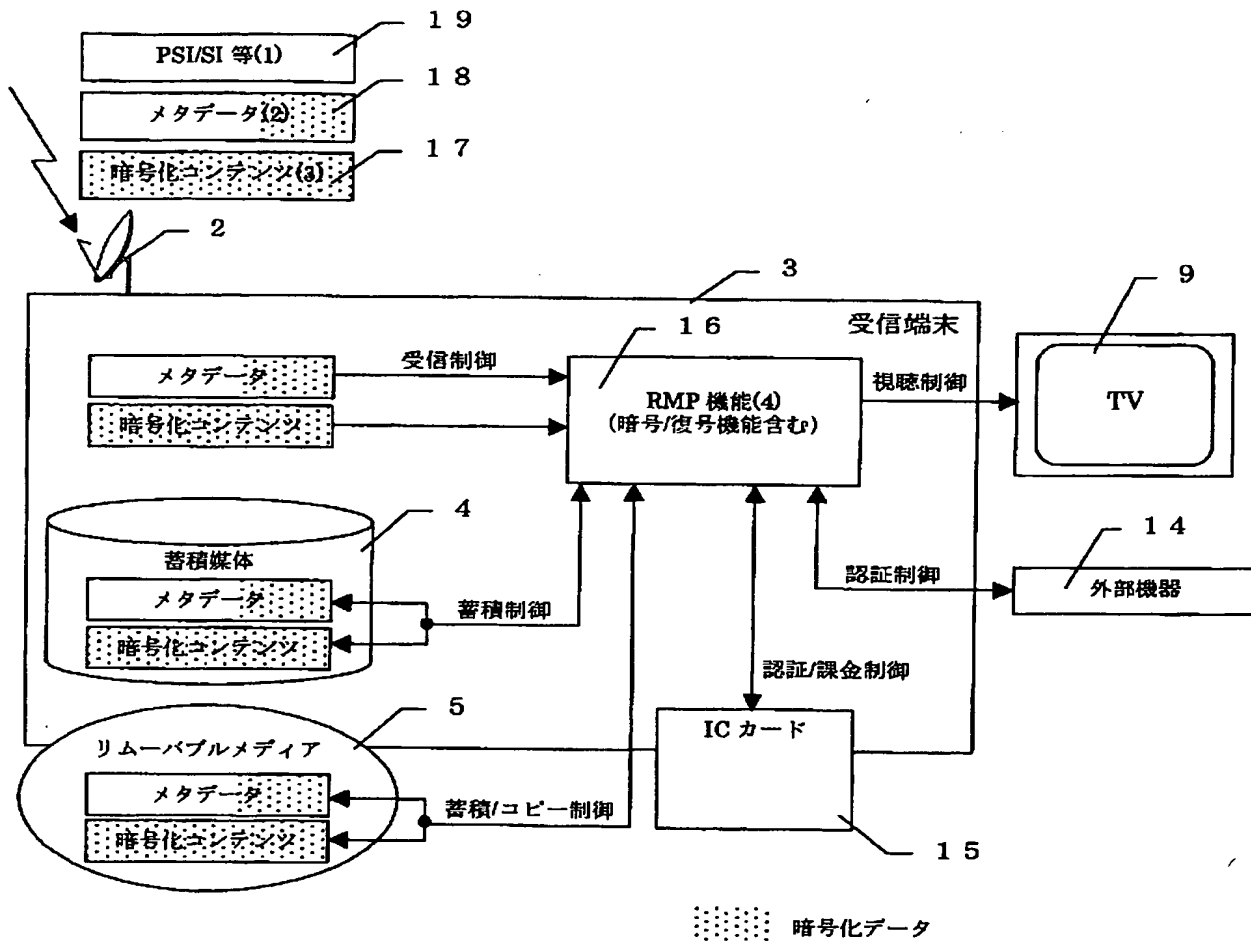 PSI/SI 等(1)
19
メタデータ(2)
18
暗号化コンテンツ(3)
17
2
3
受信端末
9
TV
メタデータ
暗号化コンテンツ
受信制御
16
RMP 機能(4)
(暗号/復号機能含む)
視聴制御
4
蓄積媒体
メタデータ
暗号化コンテンツ
蓄積制御
認証制御
14
外部機器
認証/課金制御
5
リムーバブルメディア
メタデータ
暗号化コンテンツ
蓄積/コピー制御
IC カード
15
暗号化データ